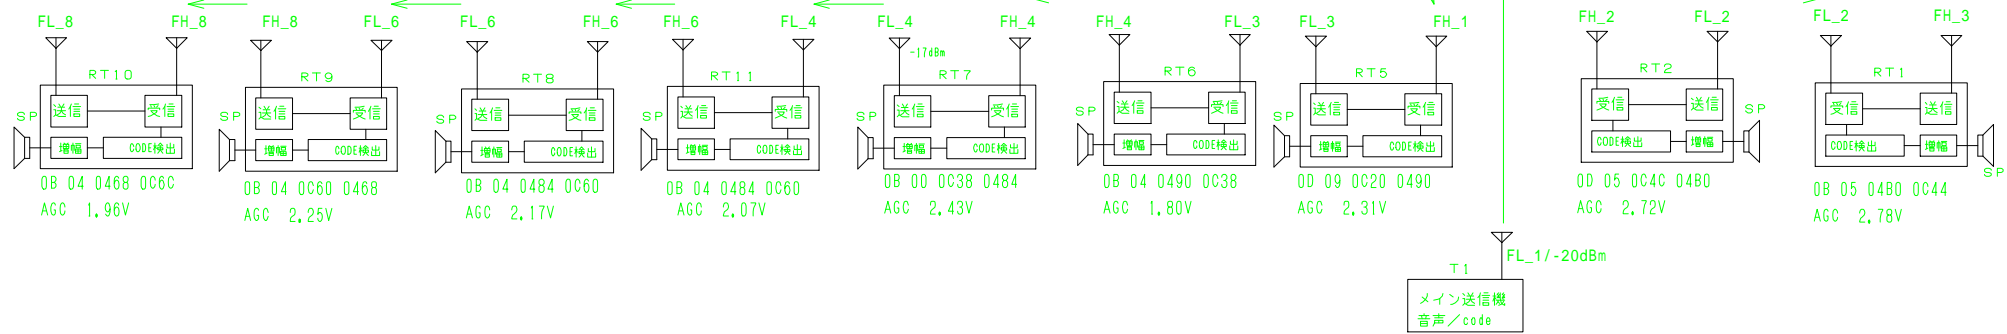 FL_8 FH_8 FH_8 FL_6 FL_6 FH_6 FH_6 FL_4 FL_4 FH_4 FH_4 FL_3 FL_3 FH_1 FH_2 FL_2 FL_2 FH_3
-17dBm
RT10 RT9 RT8 RT11 RT7 RT6 RT5 RT2 RT1
SP 送信 受信 SP 送信 受信 SP 送信 受信 SP 送信 受信 SP 送信 受信 SP 送信 受信 SP 送信 受信 受信 送信 SP 受信 送信
増幅 CODE検出 増幅 CODE検出 増幅 CODE検出 増幅 CODE検出 増幅 CODE検出 増幅 CODE検出 増幅 CODE検出 CODE検出 増幅 CODE検出 増幅 SP
0B 04 0468 0C6C 0B 04 0C60 0468 0B 04 0484 0C60 0B 04 0484 0C60 0B 00 0C38 0484 0B 04 0490 0C38 0D 09 0C20 0490 0D 05 0C4C 04B0 0B 05 04B0 0C44
AGC 1.96V AGC 2.25V AGC 2.17V AGC 2.07V AGC 2.43V AGC 1.80V AGC 2.31V AGC 2.72V AGC 2.78V
FL_1/-20dBm
T1
メイン送信機
音声/code